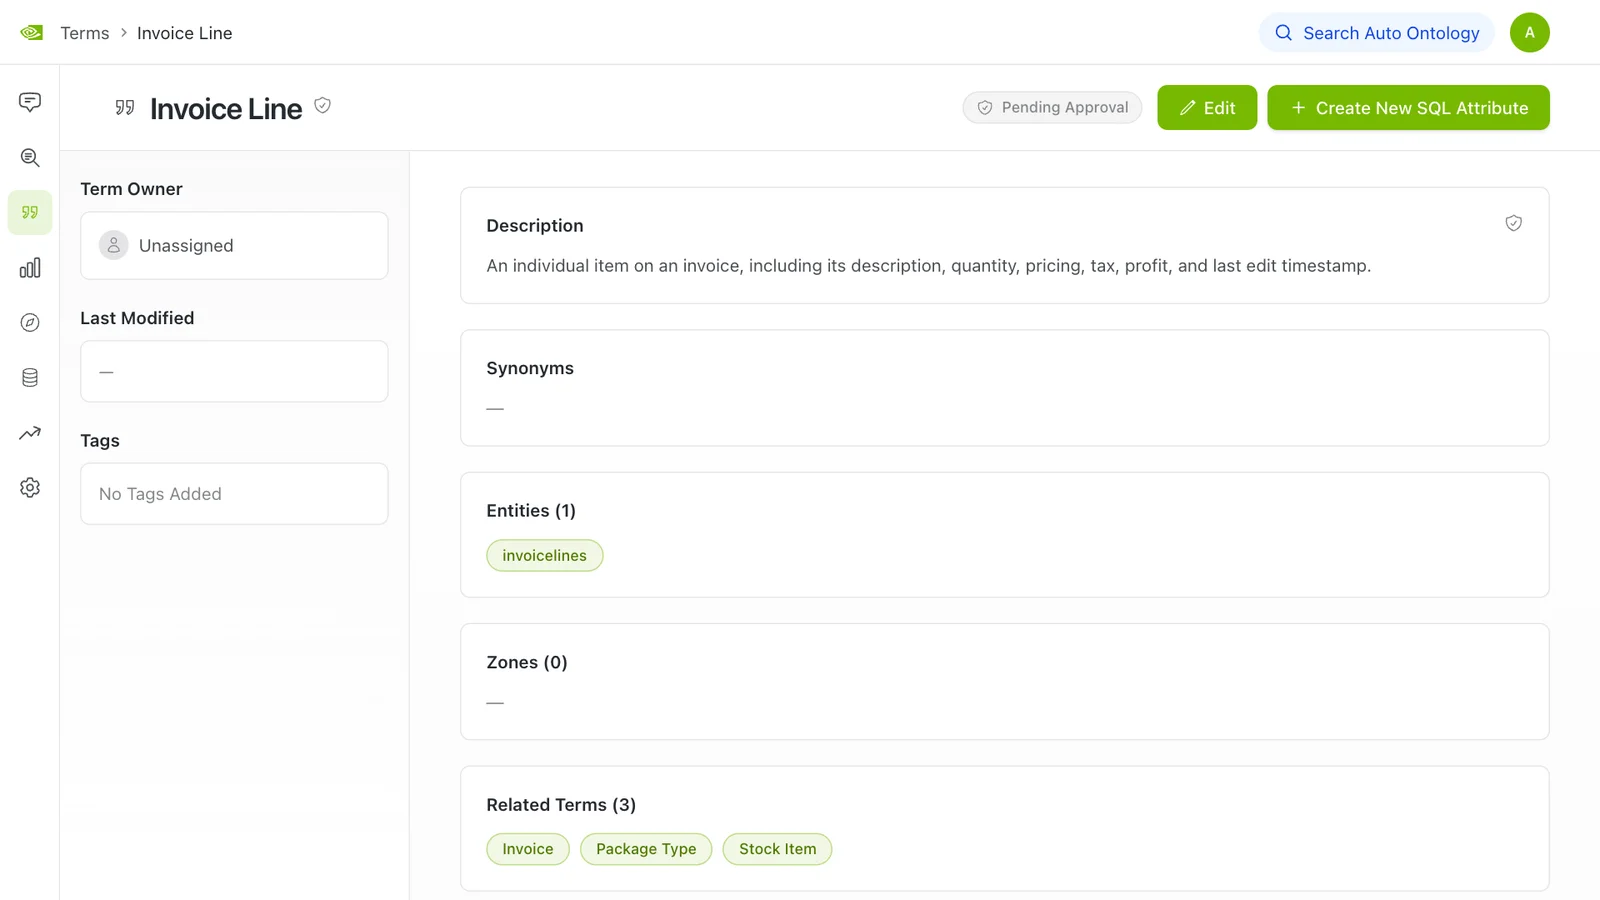 Terms > Invoice Line
Search Auto Ontology
A
Invoice Line
Pending Approval
Edit
+ Create New SQL Attribute
Term Owner
Unassigned
Last Modified
—
Tags
No Tags Added
Description
An individual item on an invoice, including its description, quantity, pricing, tax, profit, and last edit timestamp.
Synonyms
—
Entities (1)
invoicelines
Zones (0)
—
Related Terms (3)
Invoice
Package Type
Stock Item